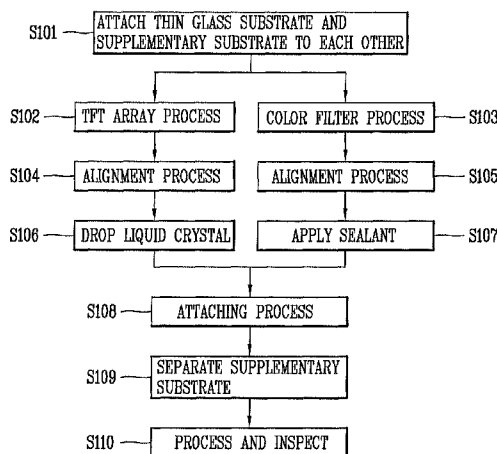 S101
ATTACH THIN GLASS SUBSTRATE AND
SUPPLEMENTARY SUBSTRATE TO EACH OTHER
S102
TFT ARRAY PROCESS
COLOR FILTER PROCESS
S103
S104
ALIGNMENT PROCESS
ALIGNMENT PROCESS
S105
S106
DROP LIQUID CRYSTAL
APPLY SEALANT
S107
S108
ATTACHING PROCESS
S109
SEPARATE SUPPLEMENTARY
SUBSTRATE
S110
PROCESS AND INSPECT